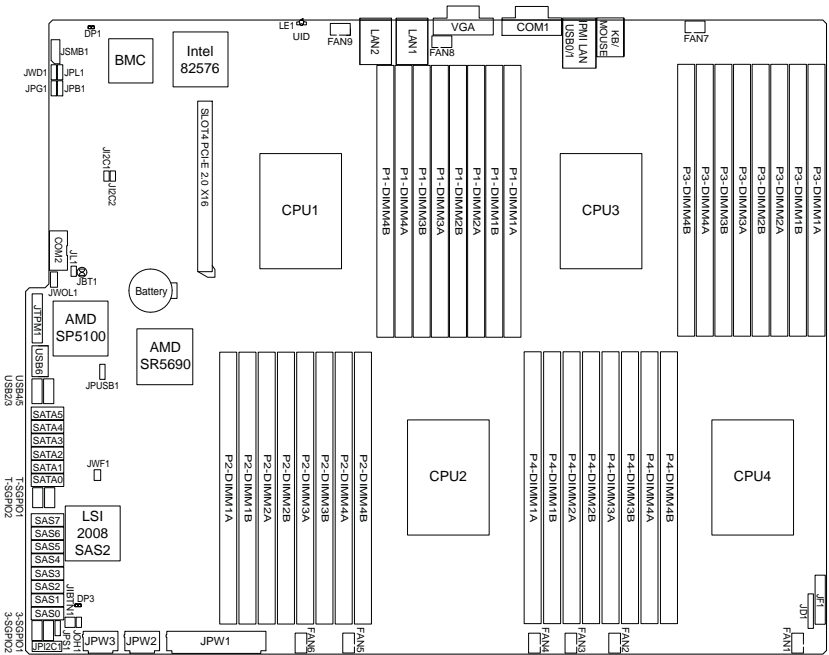 DP1
LE1
UID
FAN9
LAN2
LAN1
VGA
FAN8
COM1
IPMI LAN
USB0/1
KB/
MOUSE
FAN7
JSMB1
BMC
Intel
82576
JWD1
JPL1
JPG1
JPB1
SLOT4 PCI-E 2.0 X16
JI2C1
JI2C2
CPU1
P1-DIMM4B
P1-DIMM4A
P1-DIMM3B
P1-DIMM3A
P1-DIMM2B
P1-DIMM2A
P1-DIMM1B
P1-DIMM1A
CPU3
P3-DIMM4B
P3-DIMM4A
P3-DIMM3B
P3-DIMM3A
P3-DIMM2B
P3-DIMM2A
P3-DIMM1B
P3-DIMM1A
COM2
JL1
JBT1
JWOL1
Battery
JTPM1
AMD
SP5100
AMD
SR5690
USB6
JPUSB1
USB4/5
USB2/3
SATA5
SATA4
SATA3
SATA2
SATA1
SATA0
JWF1
T-SGPIO1
T-SGPIO2
P2-DIMM1A
P2-DIMM1B
P2-DIMM2A
P2-DIMM2B
P2-DIMM3A
P2-DIMM3B
P2-DIMM4A
P2-DIMM4B
CPU2
P4-DIMM1A
P4-DIMM1B
P4-DIMM2A
P4-DIMM2B
P4-DIMM3A
P4-DIMM3B
P4-DIMM4A
P4-DIMM4B
CPU4
LSI
2008
SAS2
SAS7
SAS6
SAS5
SAS4
SAS3
SAS2
SAS1
SAS0
JIBTN1
DP3
3-SGPIO1
3-SGPIO2
JPI2C1
JPS1
JOH1
JPW3
JPW2
JPW1
FAN6
FAN5
FAN4
FAN3
FAN2
FAN1
JD1
JF1